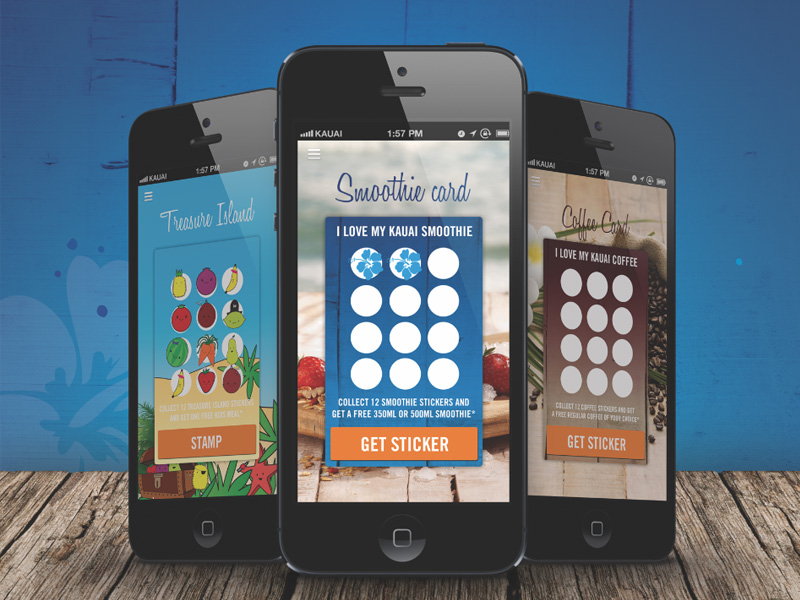 KAUAI 1:57 PM
Treasure Island
COLLECT 12 TREASURE ISLAND STICKERS
AND GET ONE FREE KIDS MEAL*
STAMP
KAUAI 1:57 PM
Smoothie card
I LOVE MY KAUAI SMOOTHIE
COLLECT 12 SMOOTHIE STICKERS AND
GET A FREE 350ML OR 500ML SMOOTHIE*
GET STICKER
KAUAI 1:57 PM
Coffee Card
I LOVE MY KAUAI COFFEE
COLLECT 12 COFFEE STICKERS AND GET
A FREE REGULAR COFFEE OF YOUR CHOICE*
GET STICKER